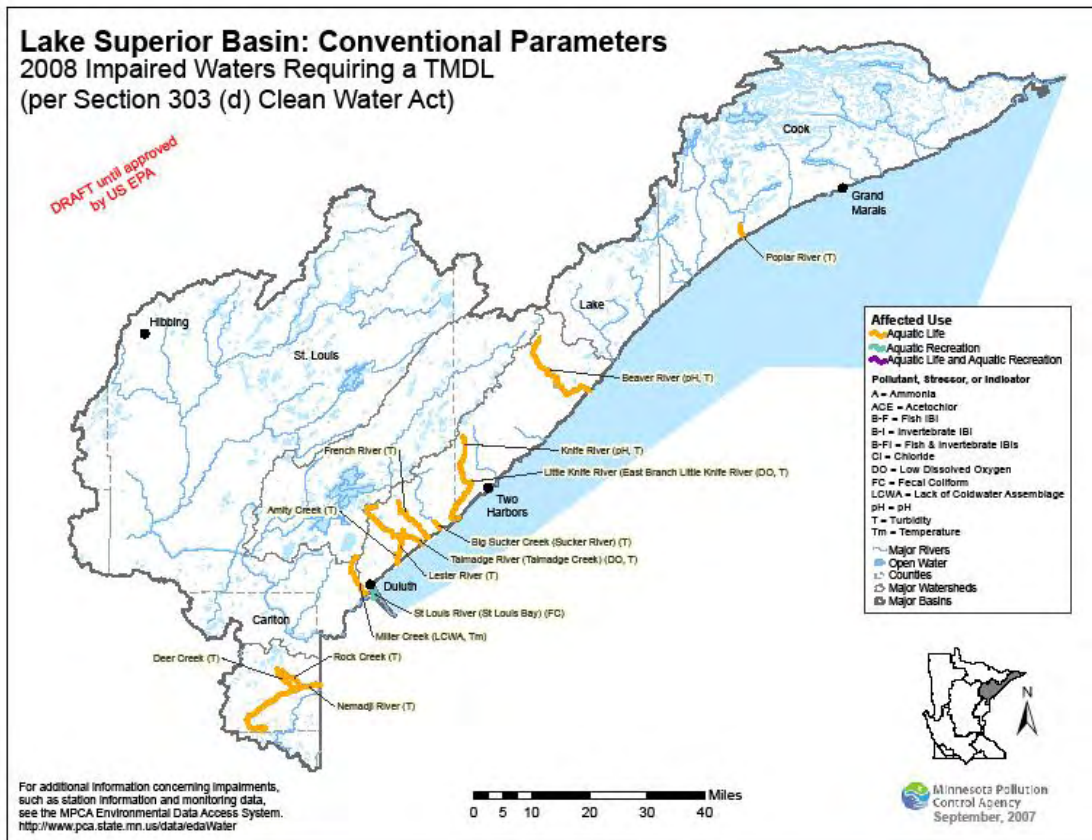 Lake Superior Basin: Conventional Parameters
2008 Impaired Waters Requiring a TMDL
(per Section 303 (d) Clean Water Act)
DRAFT until approved
by US EPA
Cook
Grand
Marais
Poplar River (T)
Lake
Hibbing
St. Louis
Beaver River (pH, T)
Knife River (pH, T)
French River (T)
Little Knife River (East Branch Little Knife River (DO, T)
Two
Harbors
Amity Creek (T)
Big Sucker Creek (Sucker River) (T)
Talmadge River (Talmadge Creek) (DO, T)
Lester River (T)
Duluth
St Louis River (St Louis Bay) (FC)
Carlton
Miller Creek (LCWA, Tm)
Deer Creek (T)
Rock Creek (T)
Nemadji River (T)
Affected Use
Aquatic Life
Aquatic Recreation
Aquatic Life and Aquatic Recreation
Pollutant, Stressor, or Indicator
A = Ammonia
ACE = Acetochlor
B-F = Fish IBI
B-I = Invertebrate IBI
B-FI = Fish & Invertebrate IBIs
Cl = Chloride
DO = Low Dissolved Oxygen
FC = Fecal Coliform
LCWA = Lack of Coldwater Assemblage
pH = pH
T = Turbidity
Tm = Temperature
Major Rivers
Open Water
Counties
Major Watersheds
Major Basins
N
For additional information concerning impairments,
such as station information and monitoring data,
see the MPCA Environmental Data Access System.
http://www.pca.state.mn.us/data/edaWater
Miles
0 5 10 20 30 40
Minnesota Pollution
Control Agency
September, 2007